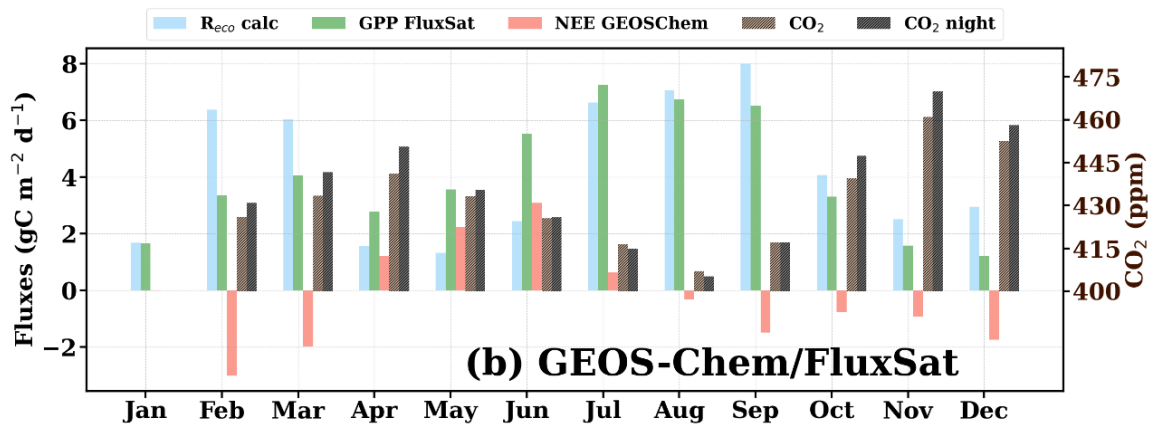 R_eco calc GPP FluxSat NEE GEOSChem CO₂ CO₂ night
Fluxes (gC m⁻² d⁻¹)
8
6
4
2
0
−2
475
460
445
430
415
400
CO₂ (ppm)
(b) GEOS-Chem/FluxSat
Jan Feb Mar Apr May Jun Jul Aug Sep Oct Nov Dec